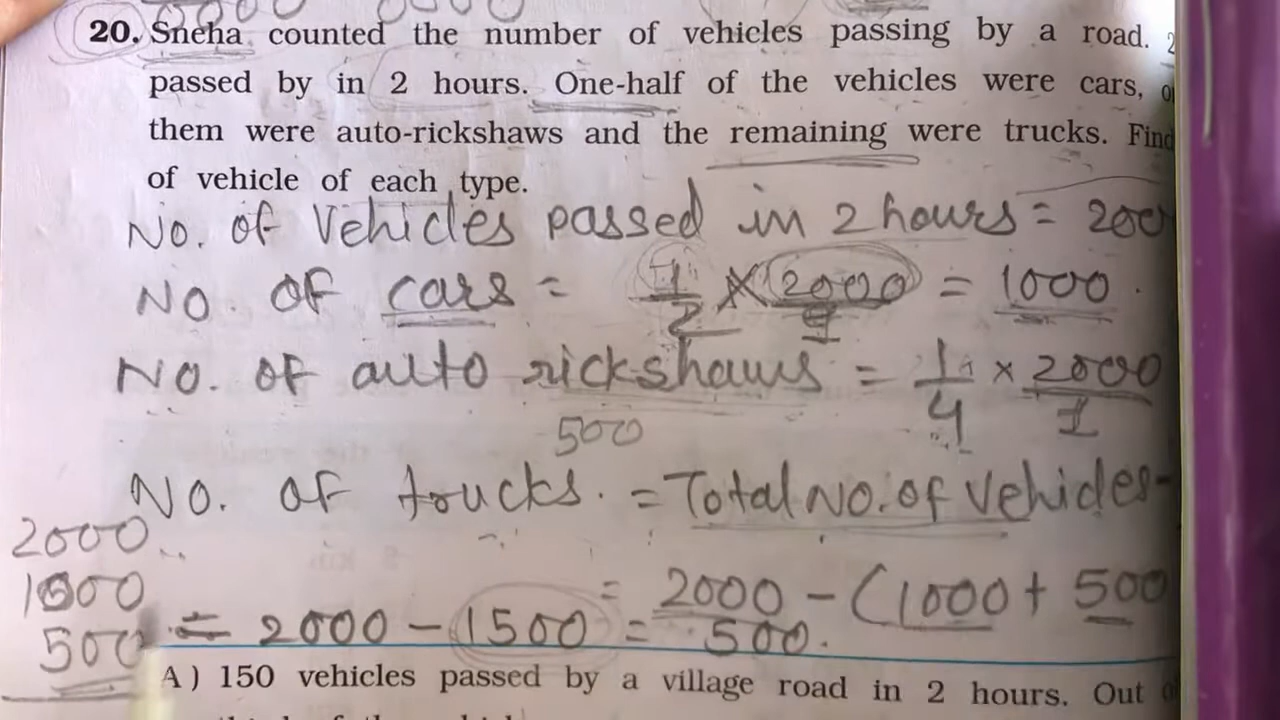 20. Sneha counted the number of vehicles passing by a road. 2
passed by in 2 hours. One-half of the vehicles were cars, o
them were auto-rickshaws and the remaining were trucks. Find
of vehicle of each type.
No. of Vehicles passed in 2 hours = 200
No. of cars = 1/2 × 2000/1 = 1000.
No. of auto rickshaws = 1/4 × 2000/1
500
No. of trucks. = Total No. of Vehicles-
2000
= 2000 - (1000 + 500
1000
= 2000 - 1500 = 500.
500
A) 150 vehicles passed by a village road in 2 hours. Out o